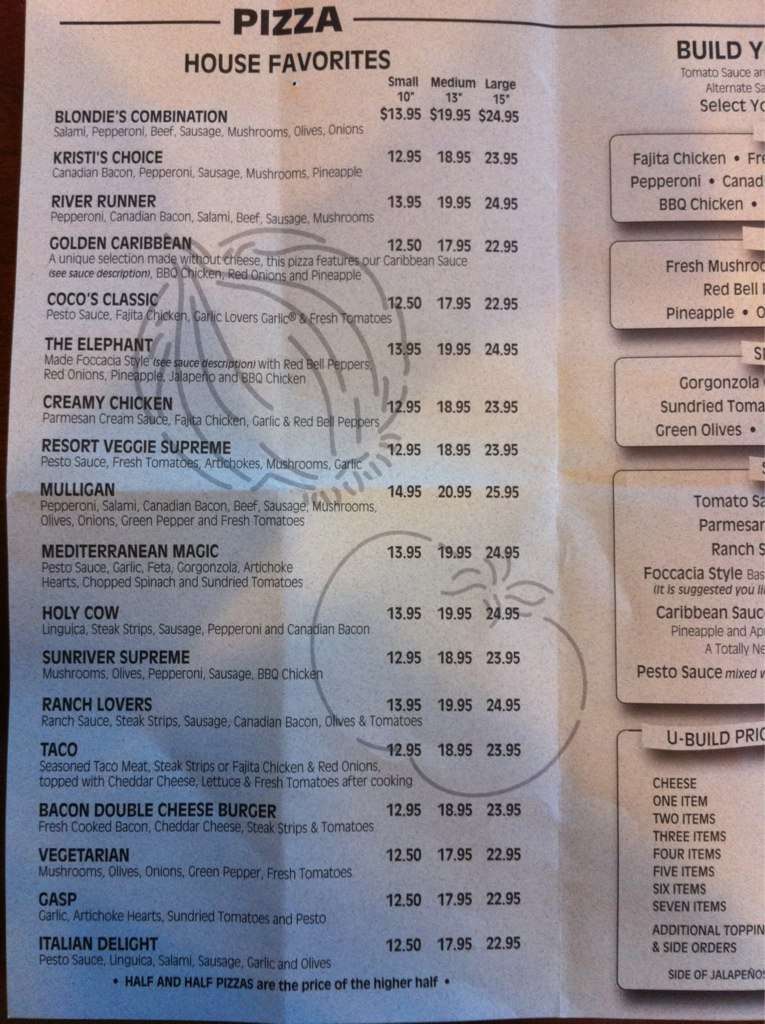 PIZZA
HOUSE FAVORITES
Small Medium Large
10" 13" 15"
BLONDIE'S COMBINATION $13.95 $19.95 $24.95
Salami, Pepperoni, Beef, Sausage, Mushrooms, Olives, Onions
KRISTI'S CHOICE 12.95 18.95 23.95
Canadian Bacon, Pepperoni, Sausage, Mushrooms, Pineapple
RIVER RUNNER 13.95 19.95 24.95
Pepperoni, Canadian Bacon, Salami, Beef, Sausage, Mushrooms
GOLDEN CARIBBEAN 12.50 17.95 22.95
A unique selection made without cheese, this pizza features our Caribbean Sauce
(see sauce description), BBQ Chicken, Red Onions and Pineapple
COCO'S CLASSIC 12.50 17.95 22.95
Pesto Sauce, Fajita Chicken, Garlic Lovers Garlic® & Fresh Tomatoes
THE ELEPHANT 13.95 19.95 24.95
Made Foccacia Style (see sauce description) with Red Bell Peppers,
Red Onions, Pineapple, Jalapeño and BBQ Chicken
CREAMY CHICKEN 12.95 18.95 23.95
Parmesan Cream Sauce, Fajita Chicken, Garlic & Red Bell Peppers
RESORT VEGGIE SUPREME 12.95 18.95 23.95
Pesto Sauce, Fresh Tomatoes, Artichokes, Mushrooms, Garlic
MULLIGAN 14.95 20.95 25.95
Pepperoni, Salami, Canadian Bacon, Beef, Sausage, Mushrooms,
Olives, Onions, Green Pepper and Fresh Tomatoes
MEDITERRANEAN MAGIC 13.95 19.95 24.95
Pesto Sauce, Garlic, Feta, Gorgonzola, Artichoke
Hearts, Chopped Spinach and Sundried Tomatoes
HOLY COW 13.95 19.95 24.95
Linguica, Steak Strips, Sausage, Pepperoni and Canadian Bacon
SUNRIVER SUPREME 12.95 18.95 23.95
Mushrooms, Olives, Pepperoni, Sausage, BBQ Chicken
RANCH LOVERS 13.95 19.95 24.95
Ranch Sauce, Steak Strips, Sausage, Canadian Bacon, Olives & Tomatoes
TACO 12.95 18.95 23.95
Seasoned Taco Meat, Steak Strips or Fajita Chicken & Red Onions,
topped with Cheddar Cheese, Lettuce & Fresh Tomatoes after cooking
BACON DOUBLE CHEESE BURGER 12.95 18.95 23.95
Fresh Cooked Bacon, Cheddar Cheese, Steak Strips & Tomatoes
VEGETARIAN 12.50 17.95 22.95
Mushrooms, Olives, Onions, Green Pepper, Fresh Tomatoes
GASP 12.50 17.95 22.95
Garlic, Artichoke Hearts, Sundried Tomatoes and Pesto
ITALIAN DELIGHT 12.50 17.95 22.95
Pesto Sauce, Linguica, Salami, Sausage, Garlic and Olives
• HALF AND HALF PIZZAS are the price of the higher half •
BUILD Y
Tomato Sauce an
Alternate Sa
Select Yo
Fajita Chicken • Fre
Pepperoni • Canad
BBQ Chicken •
Fresh Mushroo
Red Bell
Pineapple • O
S
Gorgonzola
Sundried Toma
Green Olives •
S
Tomato Sa
Parmesan
Ranch S
Foccacia Style Bas
(It is suggested you li
Caribbean Sauc
Pineapple and Ap
A Totally Ne
Pesto Sauce mixed w
U-BUILD PRIC
CHEESE
ONE ITEM
TWO ITEMS
THREE ITEMS
FOUR ITEMS
FIVE ITEMS
SIX ITEMS
SEVEN ITEMS
ADDITIONAL TOPPIN
& SIDE ORDERS
SIDE OF JALAPEÑOS